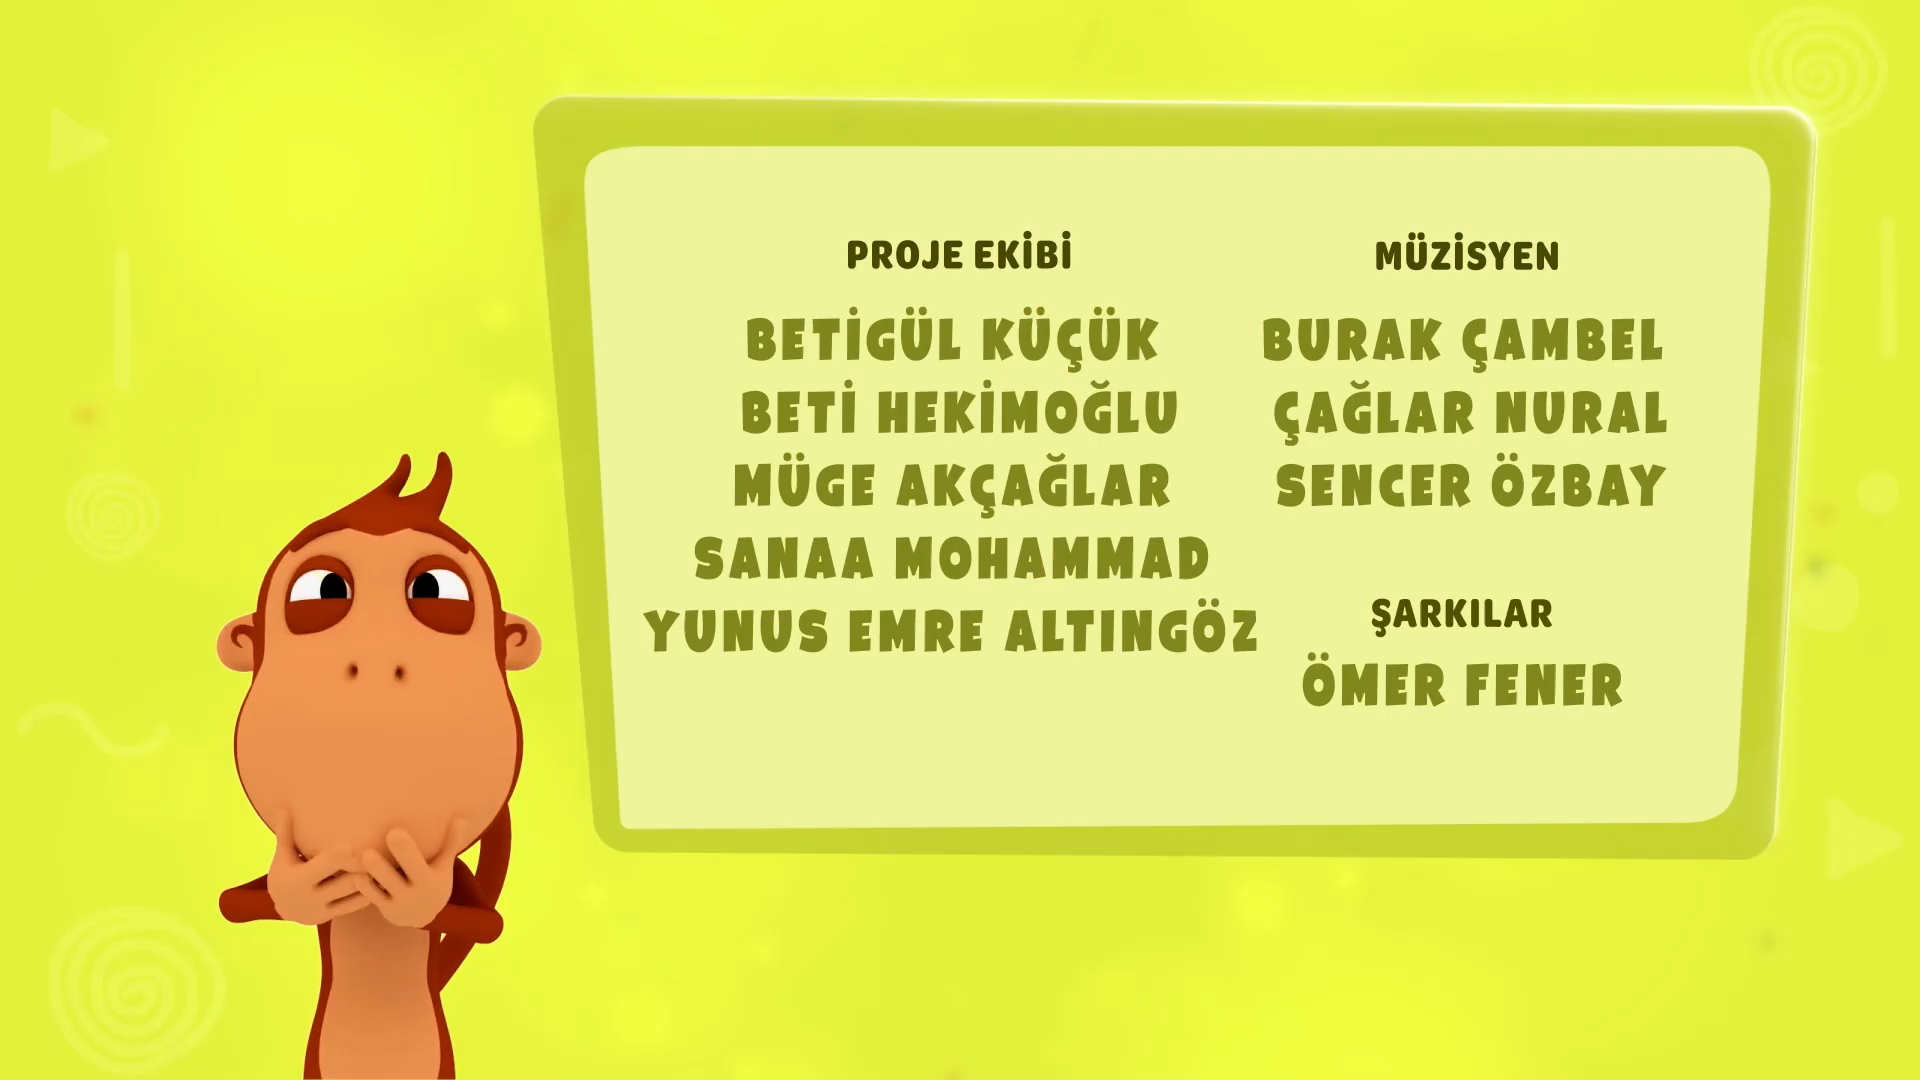 PROJE EKİBİ
BETİGÜL KÜÇÜK
BETİ HEKİMOĞLU
MÜGE AKÇAĞLAR
SANAA MOHAMMAD
YUNUS EMRE ALTINGÖZ
MÜZİSYEN
BURAK ÇAMBEL
ÇAĞLAR NURAL
SENCER ÖZBAY
ŞARKILAR
ÖMER FENER